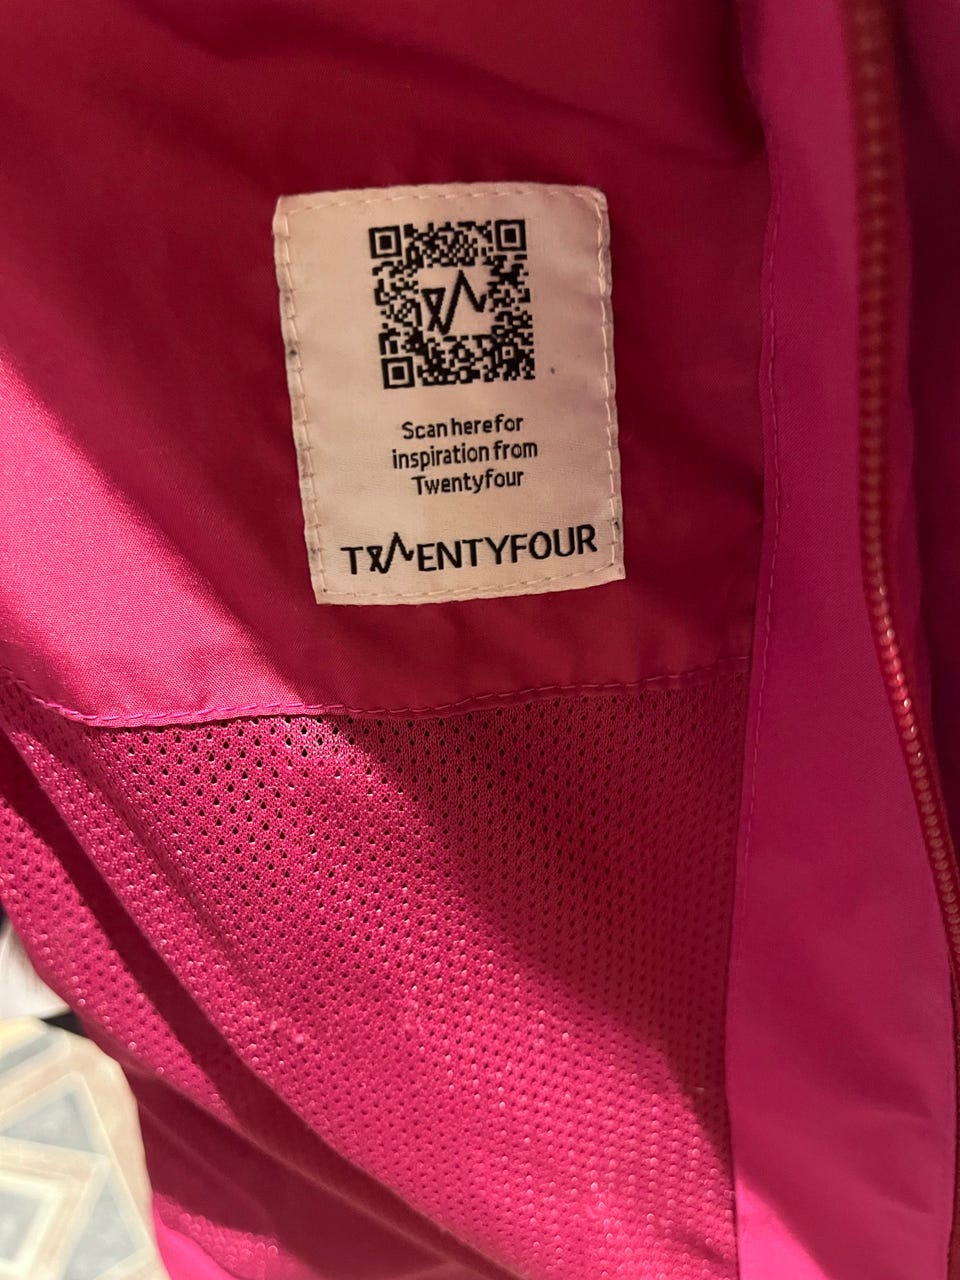 Scan here for
inspiration from
Twentyfour
TWENTYFOUR